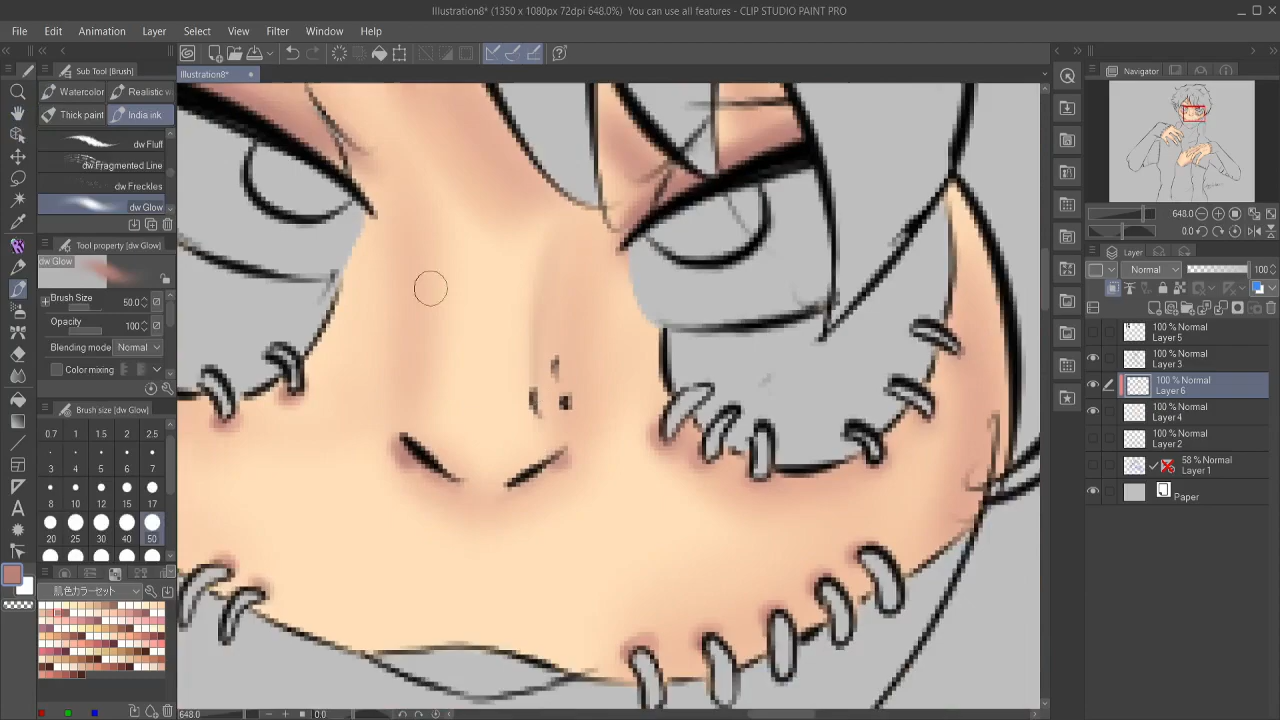 Illustration8* (1350 x 1080px 72dpi 648.0%)  You can use all features - CLIP STUDIO PAINT PRO
File Edit Animation Layer Select View Filter Window Help
Sub Tool [Brush]
Illustration8*
Navigator
Watercolor
Realistic w
Thick paint
India ink
dw Fluff
dw Fragmented Line
dw Freckles
dw Glow
Tool property [dw Glow]
dw Glow
Brush Size 50.0
Opacity 100
Blending mode Normal
Color mixing
Brush size [dw Glow]
0.7 1 1.5 2 2.5
3 4 5 6 7
8 10 12 15 17
20 25 30 40 50
肌色カラーセット
648.0
0.0
648.0
0.0
Layer
Normal 100
100 % Normal
Layer 5
100 % Normal
Layer 3
100 % Normal
Layer 6
100 % Normal
Layer 4
100 % Normal
Layer 2
58 % Normal
Layer 1
Paper